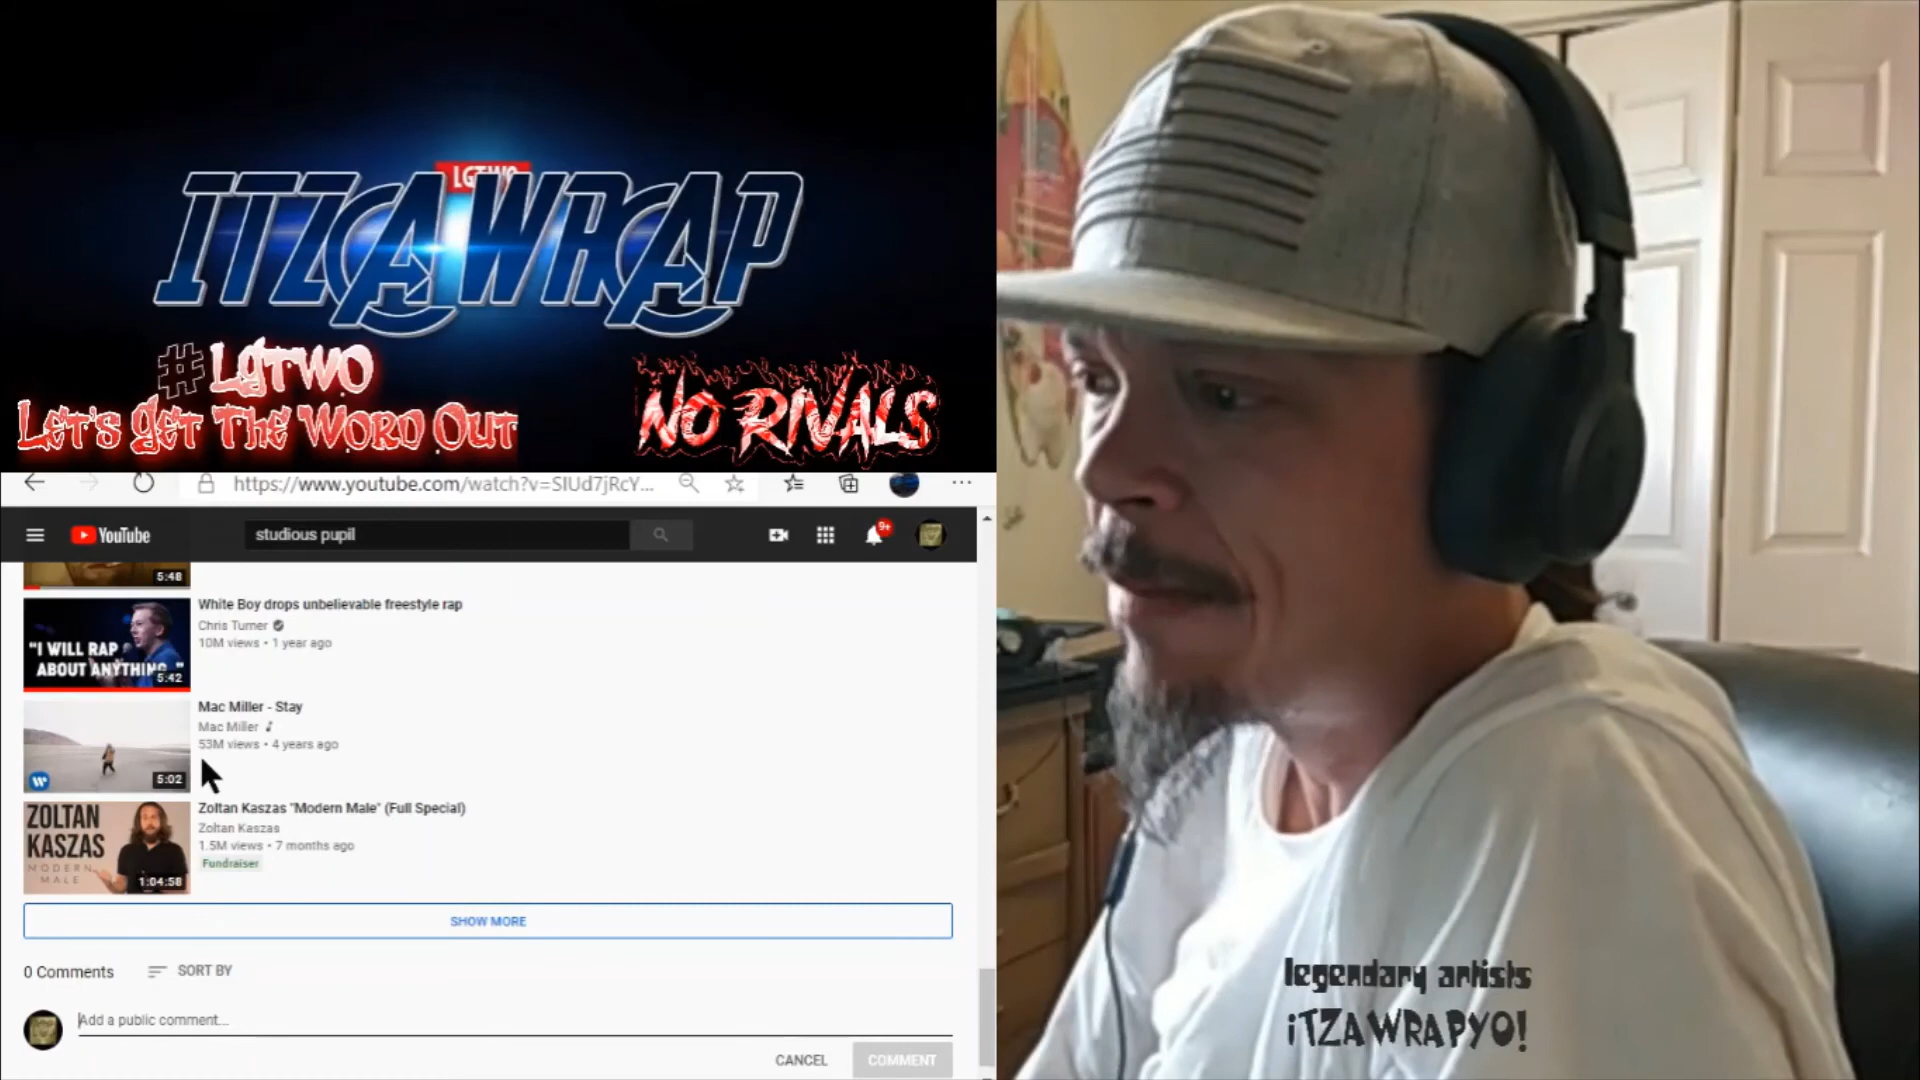 LGTWO
ITZAWRAP
#LGTWO
LET'S GET THE WORD OUT
NO RIVALS
https://www.youtube.com/watch?v=SIUd7jRcY...
YouTube
studious pupil
9+
5:48
"I WILL RAP
ABOUT ANYTHING."
5:42
White Boy drops unbelievable freestyle rap
Chris Turner
10M views • 1 year ago
Mac Miller - Stay
Mac Miller
53M views • 4 years ago
5:02
ZOLTAN
KASZAS
MODERN
MALE
1:04:58
Zoltan Kaszas "Modern Male" (Full Special)
Zoltan Kaszas
1.5M views • 7 months ago
Fundraiser
SHOW MORE
0 Comments
SORT BY
Add a public comment...
CANCEL
COMMENT
legendary artists
iTZAWRAPYO!